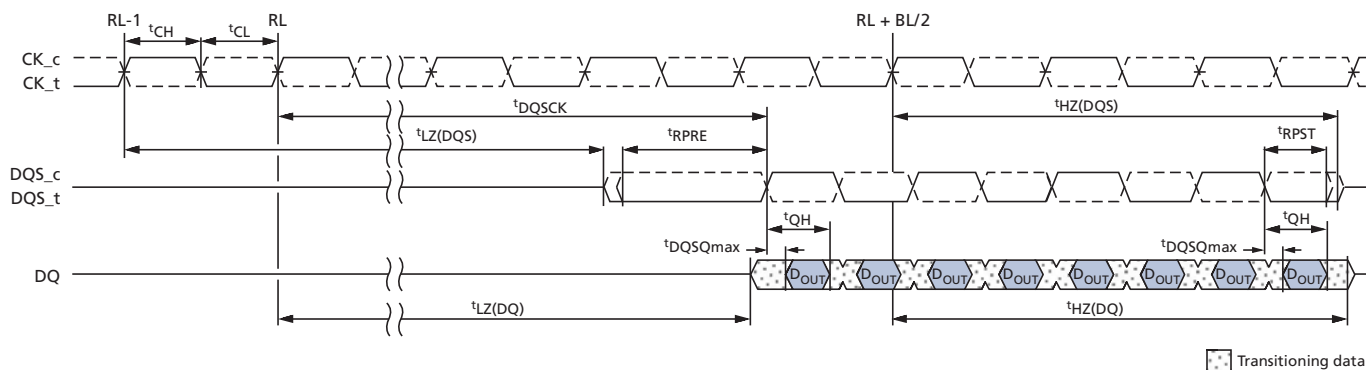 RL-1
RL
RL + BL/2
tCH
tCL
CK_c
CK_t
tDQSCK
tHZ(DQS)
tLZ(DQS)
tRPRE
tRPST
DQS_c
DQS_t
tQH
tQH
tDQSQmax
tDQSQmax
DQ
DOUT DOUT DOUT DOUT DOUT DOUT DOUT DOUT
tLZ(DQ)
tHZ(DQ)
Transitioning data